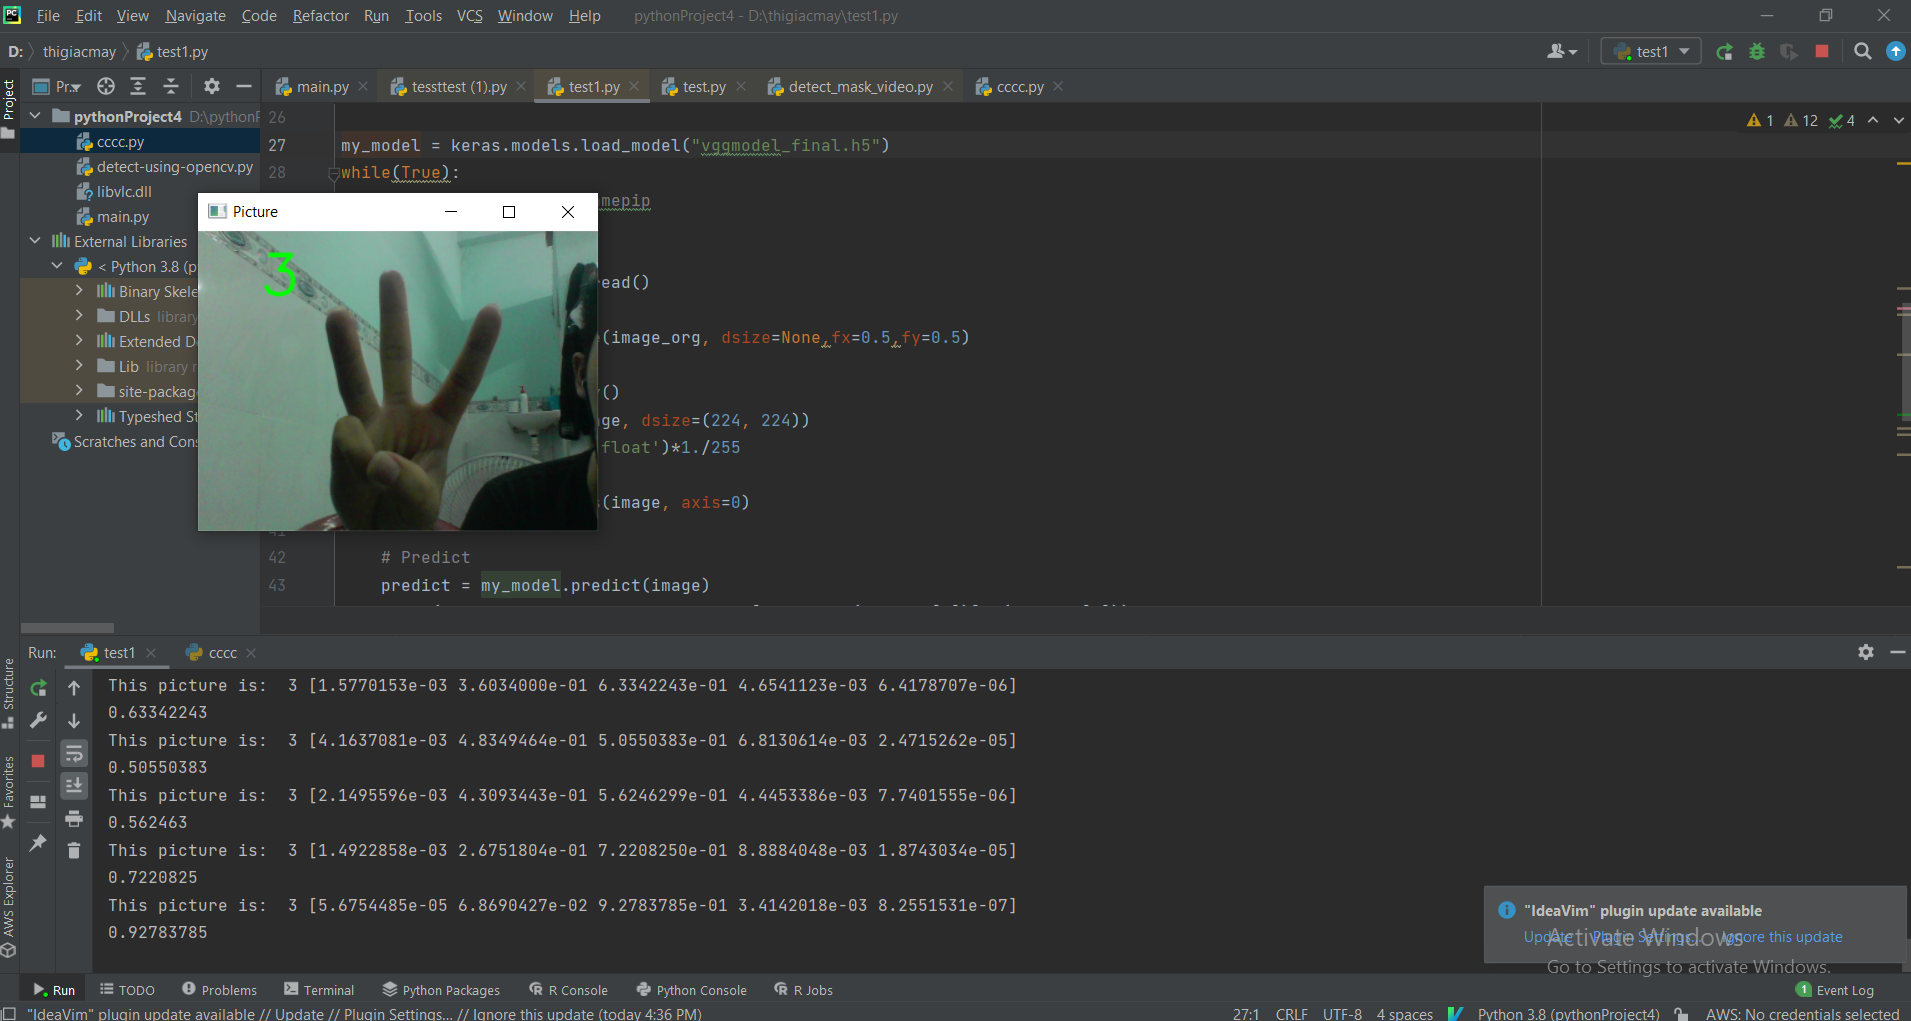 PC File Edit View Navigate Code Refactor Run Tools VCS Window Help pythonProject4 - D:\thigiacmay\test1.py
D: thigiacmay test1.py
test1
Project
Pr...
main.py
tessttest (1).py
test1.py
test.py
detect_mask_video.py
cccc.py
pythonProject4 D:\pythonP
cccc.py
detect-using-opencv.py
libvlc.dll
main.py
External Libraries
< Python 3.8 (p
Binary Skele
DLLs library
Extended D
Lib library r
site-packag
Typeshed St
Scratches and Cons
26
27 my_model = keras.models.load_model("vggmodel_final.h5")
28 while(True):
mepip
ead()
(image_org, dsize=None,fx=0.5,fy=0.5)
()
ge, dsize=(224, 224))
float')*1./255
(image, axis=0)
41
42 # Predict
43 predict = my_model.predict(image)
1 12 4
Picture
3
Run: test1 cccc
This picture is:  3 [1.5770153e-03 3.6034000e-01 6.3342243e-01 4.6541123e-03 6.4178707e-06]
0.63342243
This picture is:  3 [4.1637081e-03 4.8349464e-01 5.0550383e-01 6.8130614e-03 2.4715262e-05]
0.50550383
This picture is:  3 [2.1495596e-03 4.3093443e-01 5.6246299e-01 4.4453386e-03 7.7401555e-06]
0.562463
This picture is:  3 [1.4922858e-03 2.6751804e-01 7.2208250e-01 8.8884048e-03 1.8743034e-05]
0.7220825
This picture is:  3 [5.6754485e-05 6.8690427e-02 9.2783785e-01 3.4142018e-03 8.2551531e-07]
0.92783785
Structure
Favorites
AWS Explorer
"IdeaVim" plugin update available
Update Plugin Settings... Ignore this update
Activate Windows
Go to Settings to activate Windows.
Run TODO Problems Terminal Python Packages R Console Python Console R Jobs
1 Event Log
"IdeaVim" plugin update available // Update // Plugin Settings... // Ignore this update (today 4:36 PM)
27:1 CRLF UTF-8 4 spaces Python 3.8 (pythonProject4) AWS: No credentials selected